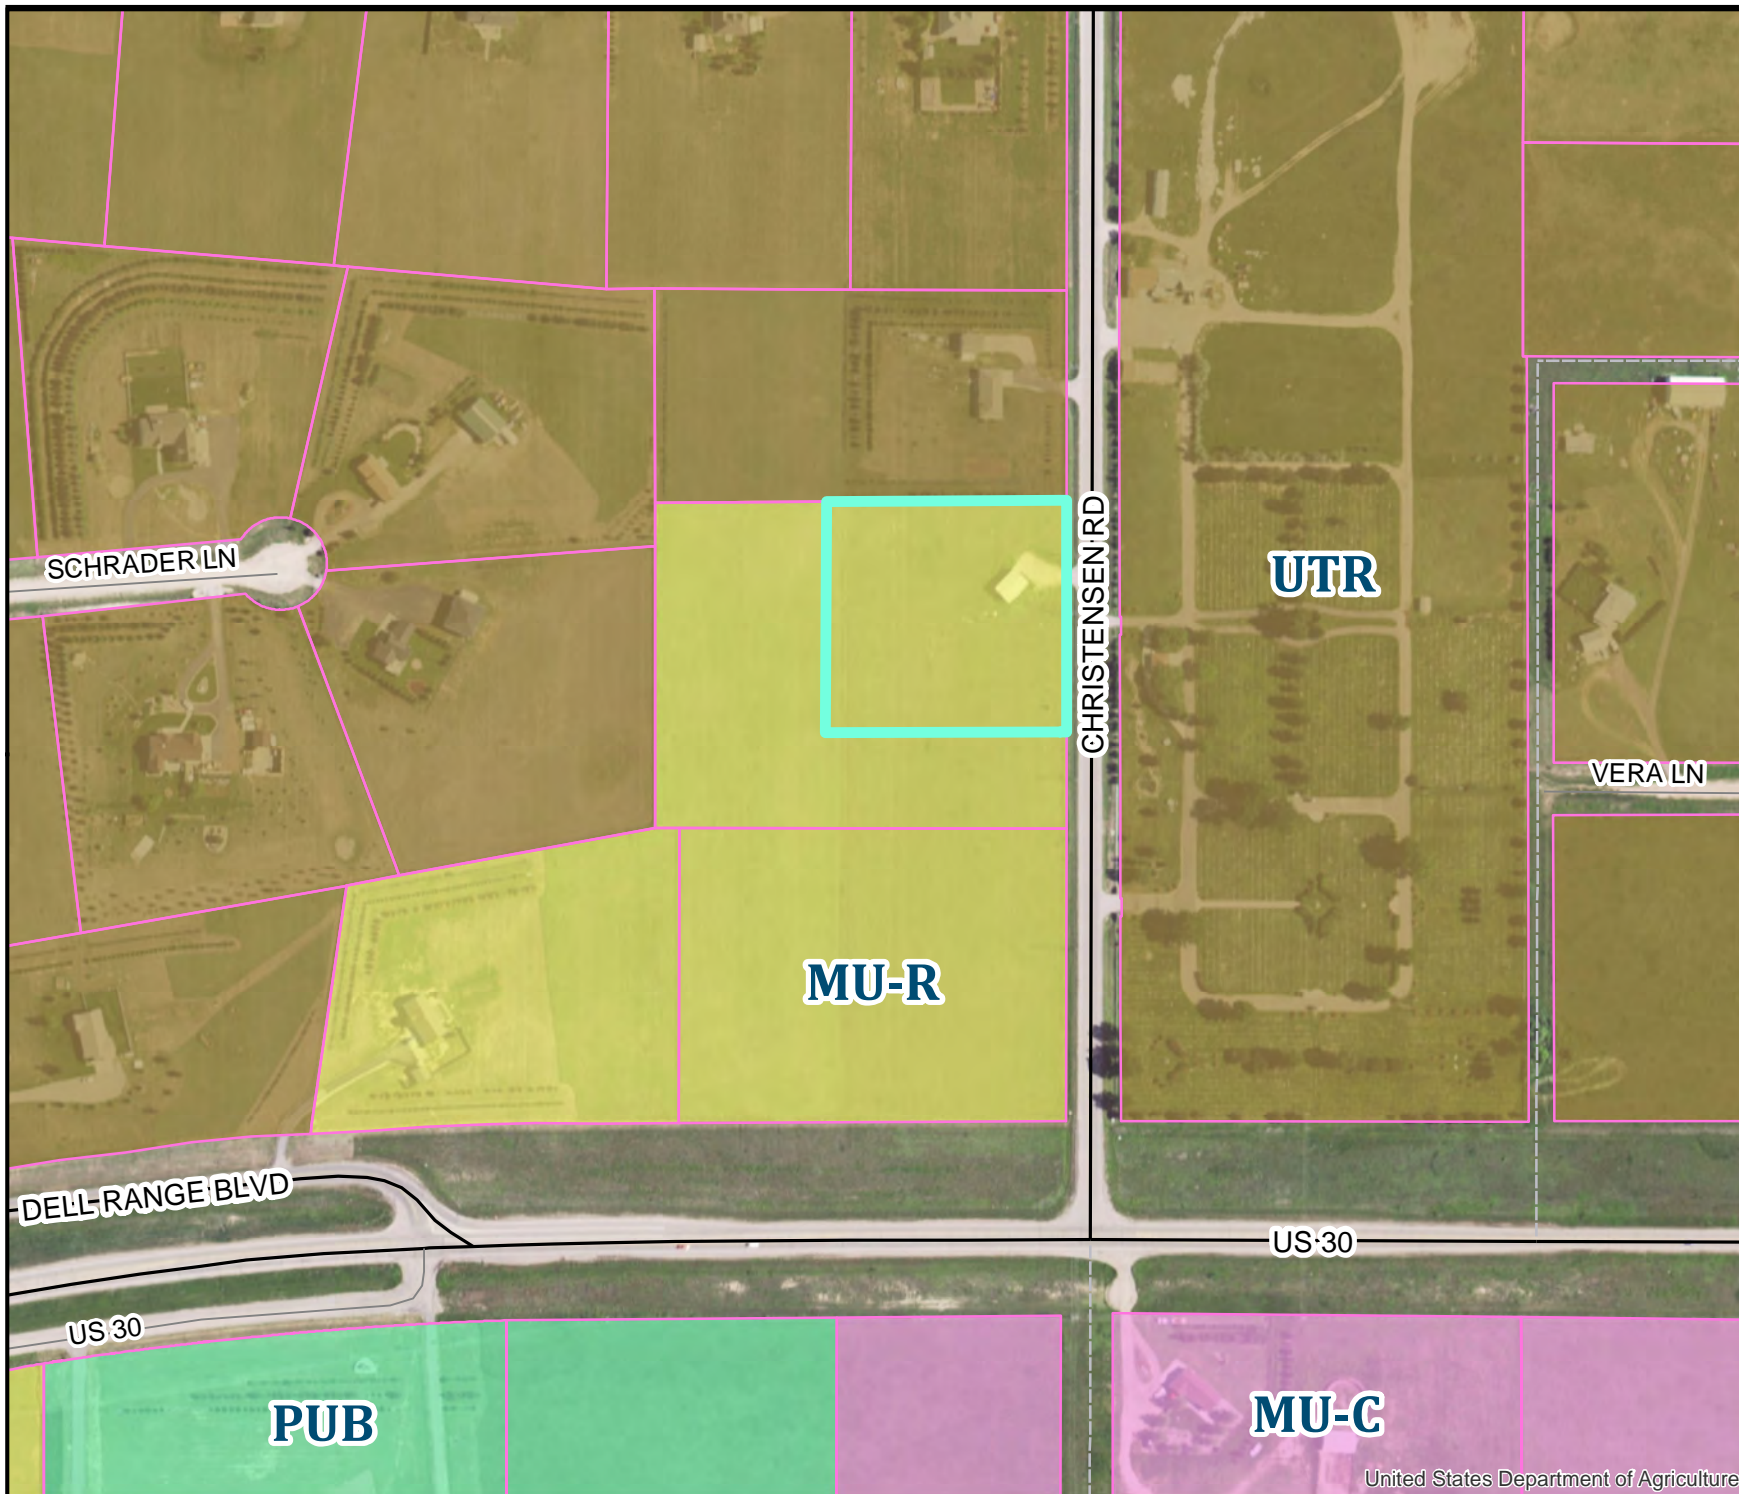 SCHRADER LN
CHRISTENSEN RD
UTR
VERA LN
MU-R
DELL RANGE BLVD
US 30
US 30
PUB
MU-C
United States Department of Agriculture